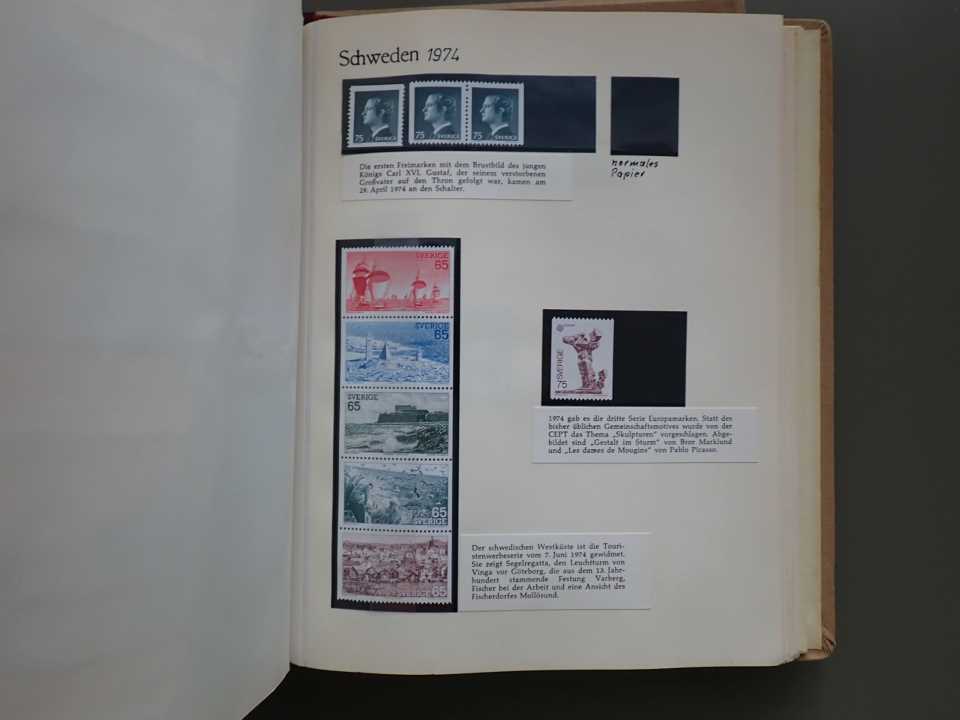 Schweden 1974
75 SVERIGE
75 SVERIGE
75 SVERIGE
normales
Papier
Die ersten Freimarken mit dem Brustbild des jungen
Königs Carl XVI. Gustaf, der seinem verstorbenen
Großvater auf den Thron gefolgt war, kamen am
29. April 1974 an den Schalter.
SVERIGE
65
SVERIGE
65
SVERIGE
65
65
SVERIGE
SVERIGE 65
SVERIGE
75
1974 gab es die dritte Serie Europamarken. Statt des
bisher üblichen Gemeinschaftsmotives wurde von der
CEPT das Thema „Skulpturen“ vorgeschlagen. Abge-
bildet sind „Gestalt im Sturm“ von Bror Marklund
und „Les dames de Mougins“ von Pablo Picasso.
Der schwedischen Westküste ist die Touri-
stenwerbeserie vom 7. Juni 1974 gewidmet.
Sie zeigt Segelregatta, den Leuchtturm von
Vinga vor Göteborg, die aus dem 13. Jahr-
hundert stammende Festung Varberg,
Fischer bei der Arbeit und eine Ansicht des
Fischerdorfes Mollösund.